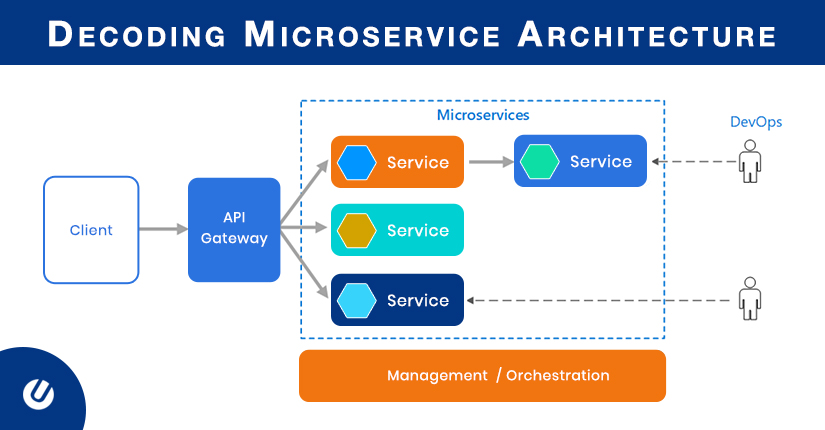 DECODING MICROSERVICE ARCHITECTURE
Microservices
DevOps
Service
Service
Client
API
Gateway
Service
Service
Management / Orchestration